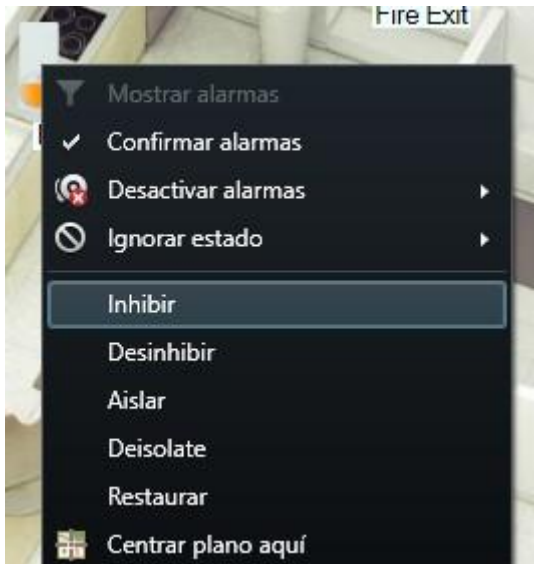 Fire Exit
Mostrar alarmas
Confirmar alarmas
Desactivar alarmas
Ignorar estado
Inhibir
Desinhibir
Aislar
Deisolate
Restaurar
Centrar plano aquí